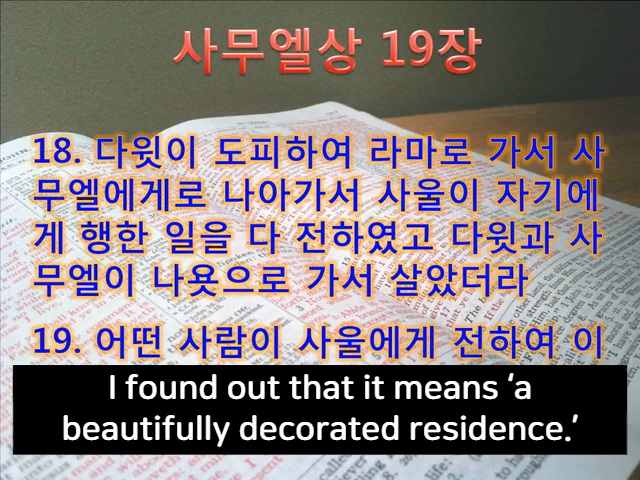 사무엘상 19장
18. 다윗이 도피하여 라마로 가서 사
무엘에게로 나아가서 사울이 자기에
게 행한 일을 다 전하였고 다윗과 사
무엘이 나욧으로 가서 살았더라
19. 어떤 사람이 사울에게 전하여 이
I found out that it means ‘a
beautifully decorated residence.’